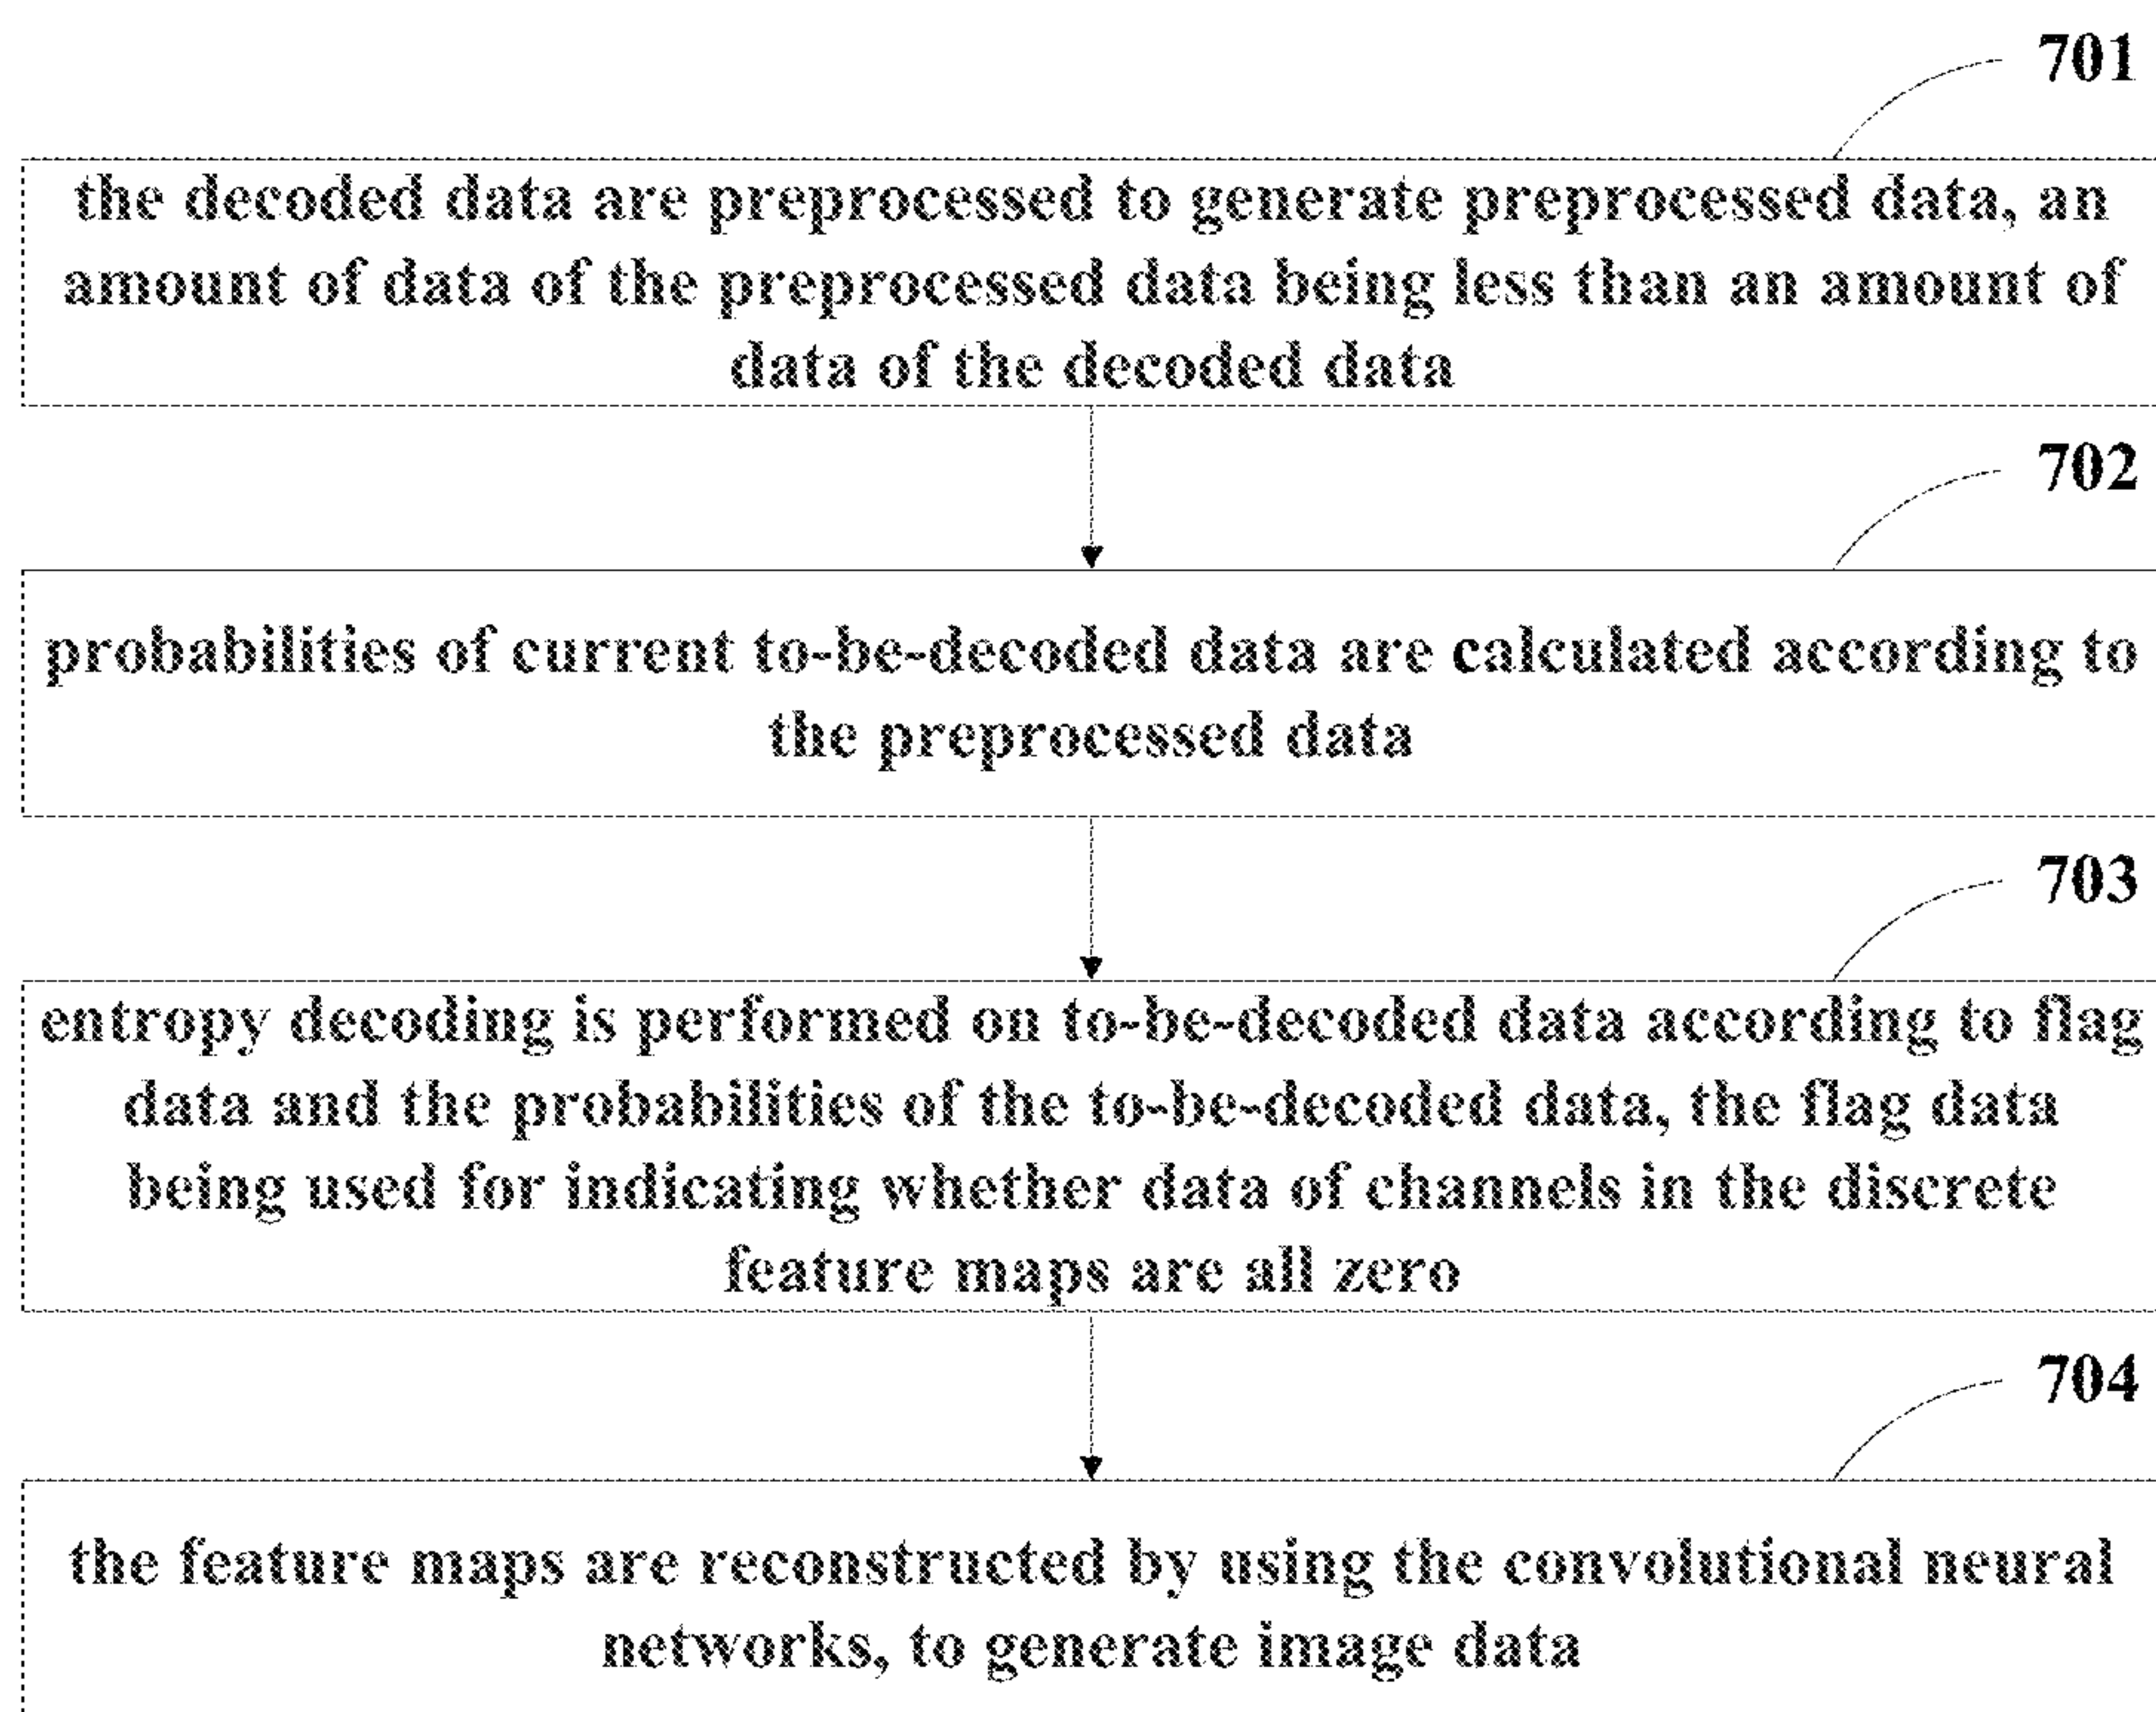 701
the decoded data are preprocessed to generate preprocessed data, an
amount of data of the preprocessed data being less than an amount of
data of the decoded data
702
probabilities of current to-be-decoded data are calculated according to
the preprocessed data
703
entropy decoding is performed on to-be-decoded data according to flag
data and the probabilities of the to-be-decoded data, the flag data
being used for indicating whether data of channels in the discrete
feature maps are all zero
704
the feature maps are reconstructed by using the convolutional neural
networks, to generate image data